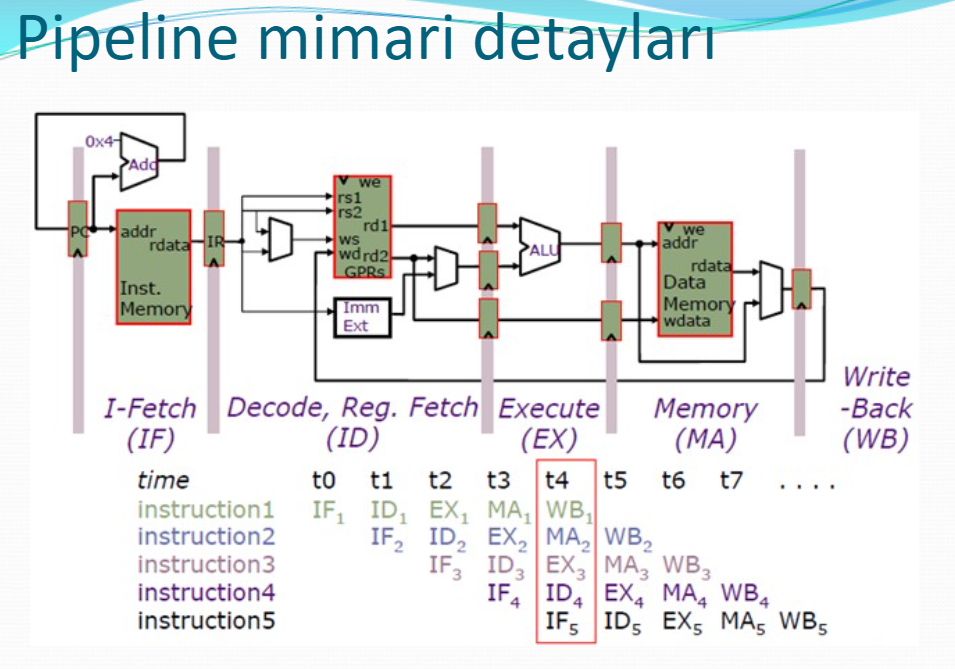 Pipeline mimari detayları
0x4
Add
PC
addr
rdata
Inst.
Memory
IR
we
rs1
rs2
rd1
ws
wd rd2
GPRs
Imm
Ext
ALU
we
addr
rdata
Data
Memory
wdata
I-Fetch
(IF)
Decode, Reg. Fetch
(ID)
Execute
(EX)
Memory
(MA)
Write
-Back
(WB)
time t0 t1 t2 t3 t4 t5 t6 t7 . . . .
instruction1 IF₁ ID₁ EX₁ MA₁ WB₁
instruction2 IF₂ ID₂ EX₂ MA₂ WB₂
instruction3 IF₃ ID₃ EX₃ MA₃ WB₃
instruction4 IF₄ ID₄ EX₄ MA₄ WB₄
instruction5 IF₅ ID₅ EX₅ MA₅ WB₅